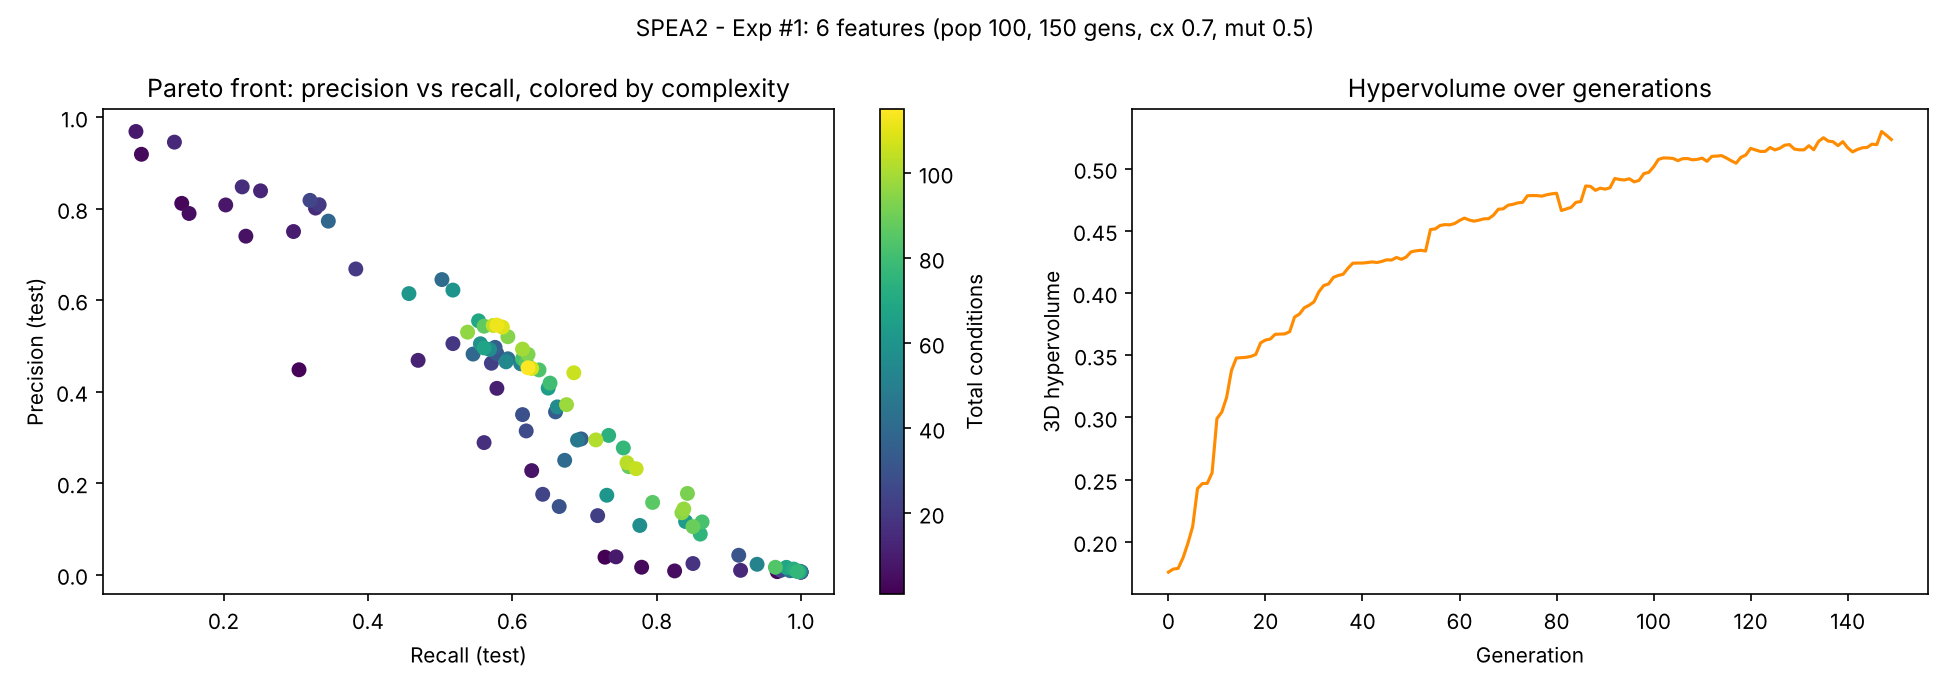 SPEA2 - Exp #1: 6 features (pop 100, 150 gens, cx 0.7, mut 0.5)
Pareto front: precision vs recall, colored by complexity
1.0
0.8
0.6
0.4
0.2
0.0
Precision (test)
0.2 0.4 0.6 0.8 1.0
Recall (test)
100
80
60
40
20
Total conditions
Hypervolume over generations
0.50
0.45
0.40
0.35
0.30
0.25
0.20
3D hypervolume
0 20 40 60 80 100 120 140
Generation